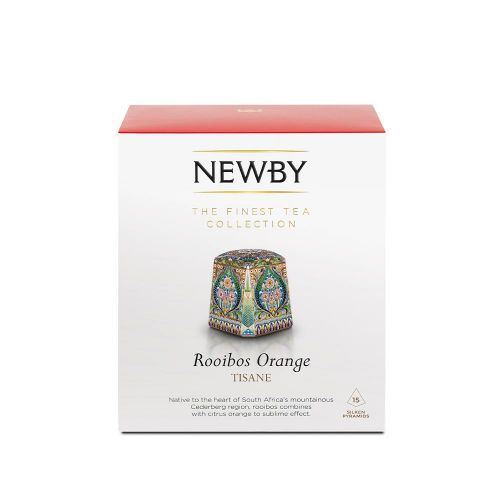 NEWBY
THE FINEST TEA
COLLECTION
Rooibos Orange
TISANE
Native to the heart of South Africa's mountainous
Cederberg region, rooibos combines
with citrus orange to sublime effect.
15
SILKEN
PYRAMIDS